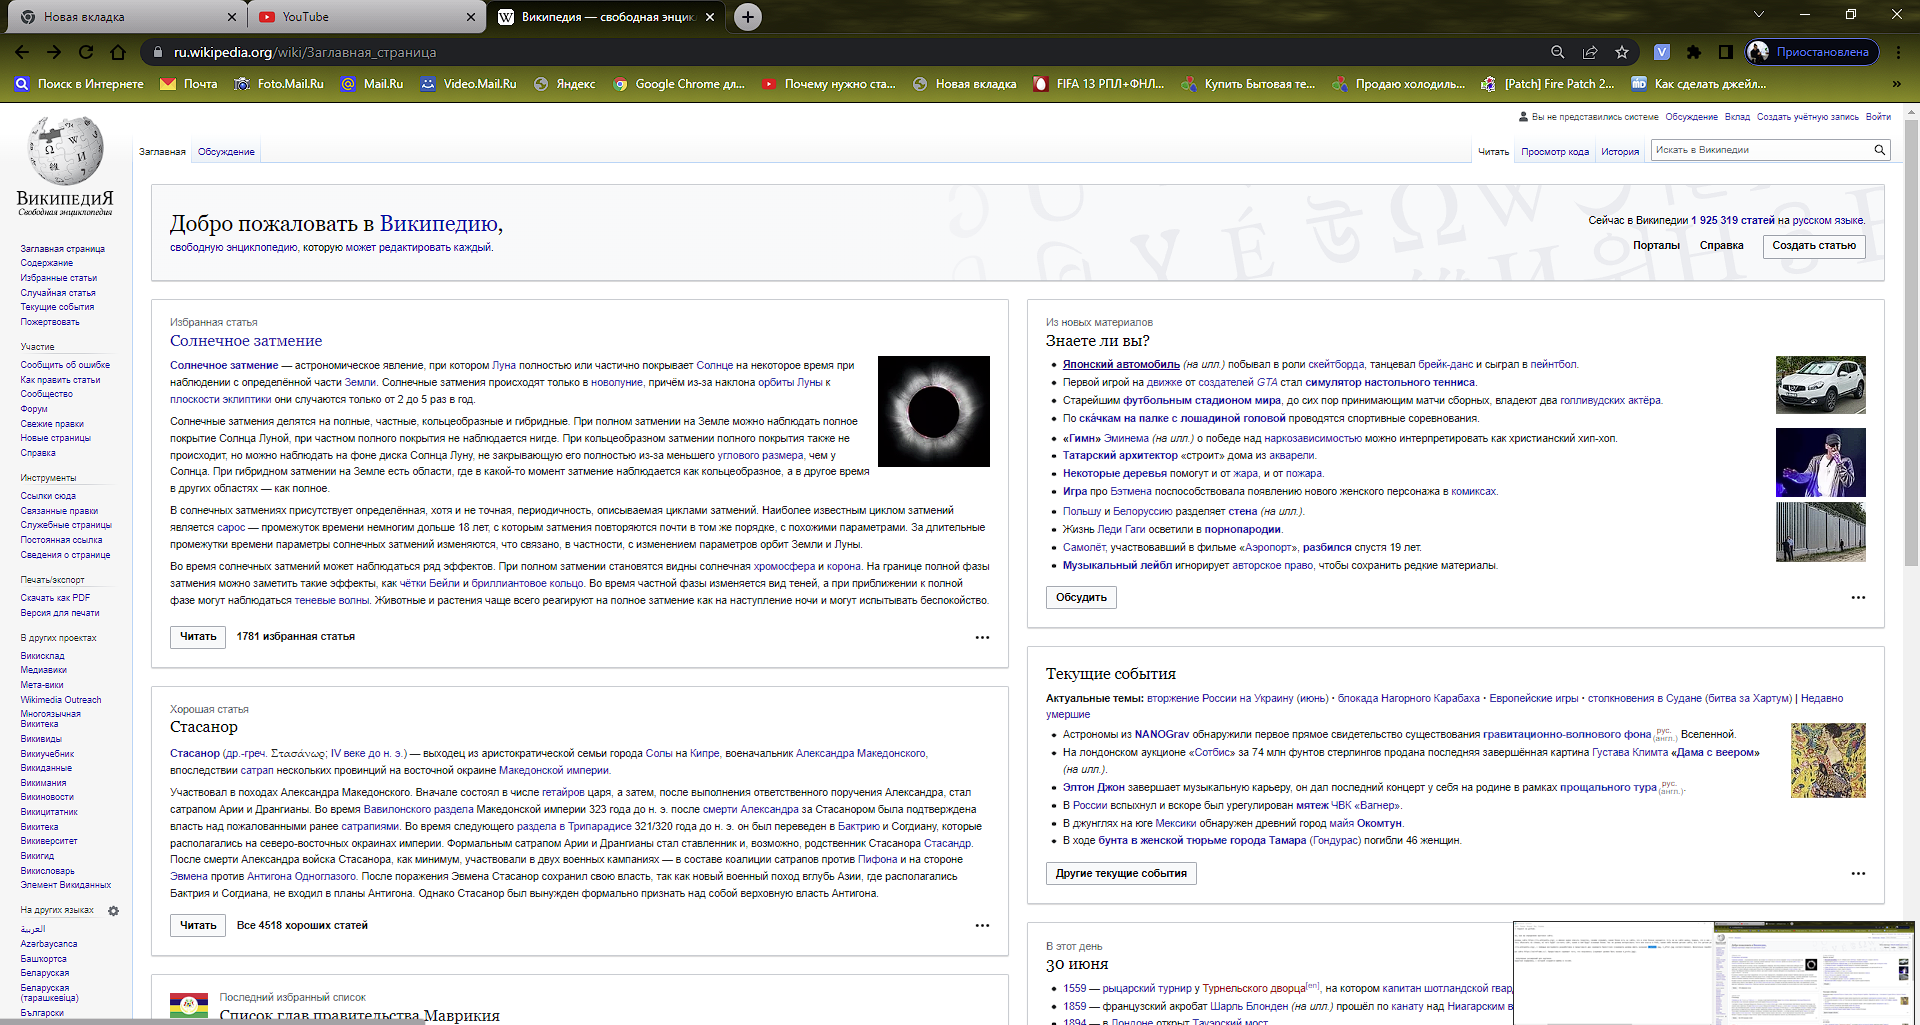 Новая вкладка
YouTube
Википедия — свободная энцик
ru.wikipedia.org/wiki/Заглавная_страница
Приостановлена
Поиск в Интернете
Почта
Foto.Mail.Ru
Mail.Ru
Video.Mail.Ru
Яндекс
Google Chrome дл...
Почему нужно ста...
Новая вкладка
FIFA 13 РПЛ+ФНЛ...
Купить Бытовая те...
Продаю холодиль...
[Patch] Fire Patch 2...
Как сделать джейл...
Вы не представились системе Обсуждение Вклад Создать учётную запись Войти
Заглавная Обсуждение
Читать Просмотр кода История Искать в Википедии
ВикипедиЯ
Свободная энциклопедия
Заглавная страница
Содержание
Избранные статьи
Случайная статья
Текущие события
Пожертвовать
Участие
Сообщить об ошибке
Как править статьи
Сообщество
Форум
Свежие правки
Новые страницы
Справка
Инструменты
Ссылки сюда
Связанные правки
Служебные страницы
Постоянная ссылка
Сведения о странице
Печать/экспорт
Скачать как PDF
Версия для печати
В других проектах
Викисклад
Медиавики
Мета-вики
Wikimedia Outreach
Многоязычная
Викитека
Викивиды
Викиучебник
Викиданные
Викимания
Викиновости
Викицитатник
Викитека
Викиверситет
Викигид
Викисловарь
Элемент Викиданных
На других языках
العربية
Azərbaycanca
Башҡортса
Беларуская
Беларуская
(тарашкевіца)
Български
Добро пожаловать в Википедию,
свободную энциклопедию, которую может редактировать каждый.
Сейчас в Википедии 1 925 319 статей на русском языке.
Порталы Справка Создать статью
Избранная статья
Солнечное затмение
Солнечное затмение — астрономическое явление, при котором Луна полностью или частично покрывает Солнце на некоторое время при
наблюдении с определённой части Земли. Солнечные затмения происходят только в новолуние, причём из-за наклона орбиты Луны к
плоскости эклиптики они случаются только от 2 до 5 раз в год.
Солнечные затмения делятся на полные, частные, кольцеобразные и гибридные. При полном затмении на Земле можно наблюдать полное
покрытие Солнца Луной, при частном полного покрытия не наблюдается нигде. При кольцеобразном затмении полного покрытия также не
происходит, но можно наблюдать на фоне диска Солнца Луну, не закрывающую его полностью из-за меньшего углового размера, чем у
Солнца. При гибридном затмении на Земле есть области, где в какой-то момент затмение наблюдается как кольцеобразное, а в другое время
в других областях — как полное.
В солнечных затмениях присутствует определённая, хотя и не точная, периодичность, описываемая циклами затмений. Наиболее известным циклом затмений
является сарос — промежуток времени немногим дольше 18 лет, с которым затмения повторяются почти в том же порядке, с похожими параметрами. За длительные
промежутки времени параметры солнечных затмений изменяются, что связано, в частности, с изменением параметров орбит Земли и Луны.
Во время солнечных затмений может наблюдаться ряд эффектов. При полном затмении становятся видны солнечная хромосфера и корона. На границе полной фазы
затмения можно заметить такие эффекты, как чётки Бейли и бриллиантовое кольцо. Во время частной фазы изменяется вид теней, а при приближении к полной
фазе могут наблюдаться теневые волны. Животные и растения чаще всего реагируют на полное затмение как на наступление ночи и могут испытывать беспокойство.
Читать 1781 избранная статья
Хорошая статья
Стасанор
Стасанор (др.-греч. Στασάνωρ; IV веке до н. э.) — выходец из аристократической семьи города Солы на Кипре, военачальник Александра Македонского,
впоследствии сатрап нескольких провинций на восточной окраине Македонской империи.
Участвовал в походах Александра Македонского. Вначале состоял в числе гетайров царя, а затем, после выполнения ответственного поручения Александра, стал
сатрапом Арии и Дрангианы. Во время Вавилонского раздела Македонской империи 323 года до н. э. после смерти Александра за Стасанором была подтверждена
власть над пожалованными ранее сатрапиями. Во время следующего раздела в Трипарадисе 321/320 года до н. э. он был переведен в Бактрию и Согдиану, которые
располагались на северо-восточных окраинах империи. Формальным сатрапом Арии и Дрангианы стал ставленник и, возможно, родственник Стасанора Стасандр.
После смерти Александра войска Стасанора, как минимум, участвовали в двух военных кампаниях — в составе коалиции сатрапов против Пифона и на стороне
Эвмена против Антигона Одноглазого. После поражения Эвмена Стасанор сохранил свою власть, так как новый военный поход вглубь Азии, где располагались
Бактрия и Согдиана, не входил в планы Антигона. Однако Стасанор был вынужден формально признать над собой верховную власть Антигона.
Читать Все 4518 хороших статей
Последний избранный список
Список глав правительства Маврикия
Из новых материалов
Знаете ли вы?
Японский автомобиль (на илл.) побывал в роли скейтборда, танцевал брейк-данс и сыграл в пейнтбол.
Первой игрой на движке от создателей GTA стал симулятор настольного тенниса.
Старейшим футбольным стадионом мира, до сих пор принимающим матчи сборных, владеют два голливудских актёра.
По ска́чкам на палке с лошадиной головой проводятся спортивные соревнования.
«Гимн» Эминема (на илл.) о победе над наркозависимостью можно интерпретировать как христианский хип-хоп.
Татарский архитектор «строит» дома из акварели.
Некоторые деревья помогут и от жара, и от пожара.
Игра про Бэтмена поспособствовала появлению нового женского персонажа в комиксах.
Польшу и Белоруссию разделяет стена (на илл.).
Жизнь Леди Гаги осветили в порнопародии.
Самолёт, участвовавший в фильме «Аэропорт», разбился спустя 19 лет.
Музыкальный лейбл игнорирует авторское право, чтобы сохранить редкие материалы.
Обсудить
Текущие события
Актуальные темы: вторжение России на Украину (июнь) · блокада Нагорного Карабаха · Европейские игры · столкновения в Судане (битва за Хартум) | Недавно
умершие
Астрономы из NANOGrav обнаружили первое прямое свидетельство существования гравитационно-волнового фона рус. (англ.) Вселенной.
На лондонском аукционе «Сотбис» за 74 млн фунтов стерлингов продана последняя завершённая картина Густава Климта «Дама с веером»
(на илл.).
Элтон Джон завершает музыкальную карьеру, он дал последний концерт у себя на родине в рамках прощального тура рус. (англ.).
В России вспыхнул и вскоре был урегулирован мятеж ЧВК «Вагнер».
В джунглях на юге Мексики обнаружен древний город майя Окомтун.
В ходе бунта в женской тюрьме города Тамара (Гондурас) погибли 46 женщин.
Другие текущие события
В этот день
30 июня
1559 — рыцарский турнир у Турнельского дворца[en], на котором капитан шотландской гвар
1859 — французский акробат Шарль Блонден (на илл.) прошёл по канату над Ниагарским в
1894 — в Лондоне открыт Тауэрский мост